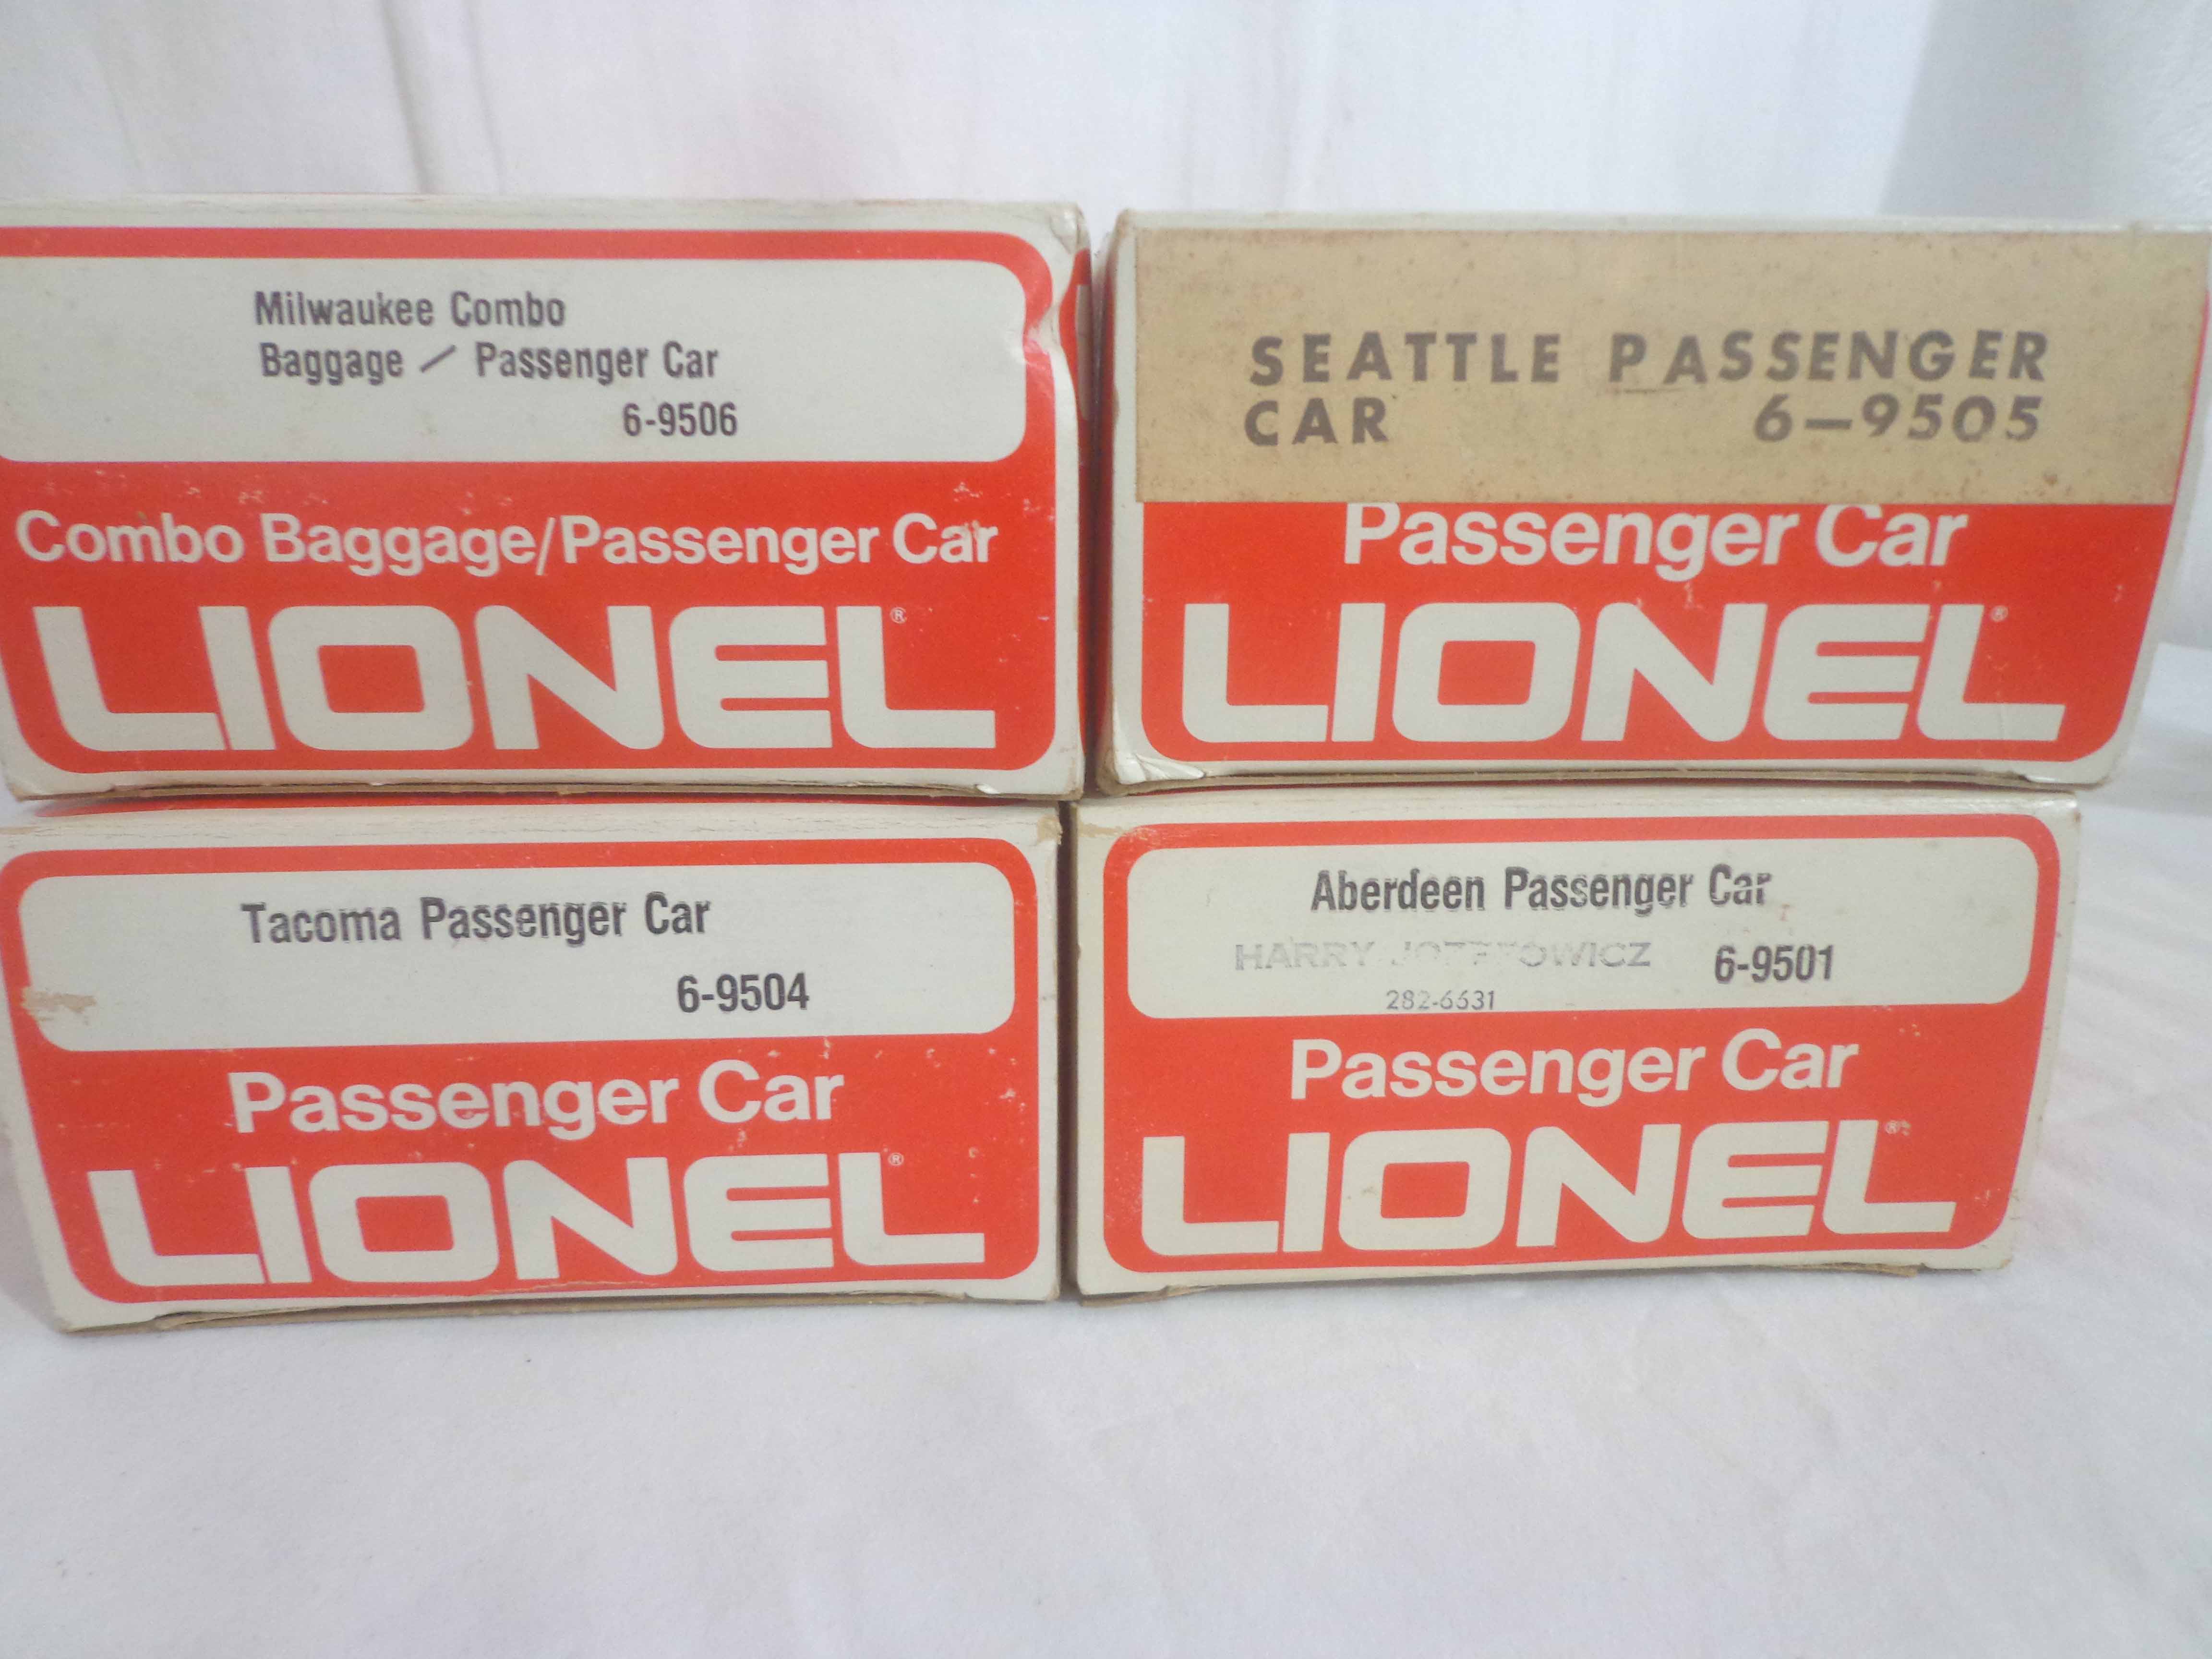 Milwaukee Combo
Baggage / Passenger Car
6-9506
Combo Baggage/Passenger Car
LIONEL®
SEATTLE PASSENGER
CAR 6-9505
Passenger Car
LIONEL®
Tacoma Passenger Car
6-9504
Passenger Car
LIONEL®
Aberdeen Passenger Car
HARRY 6-9501
282-6631
Passenger Car
LIONEL®